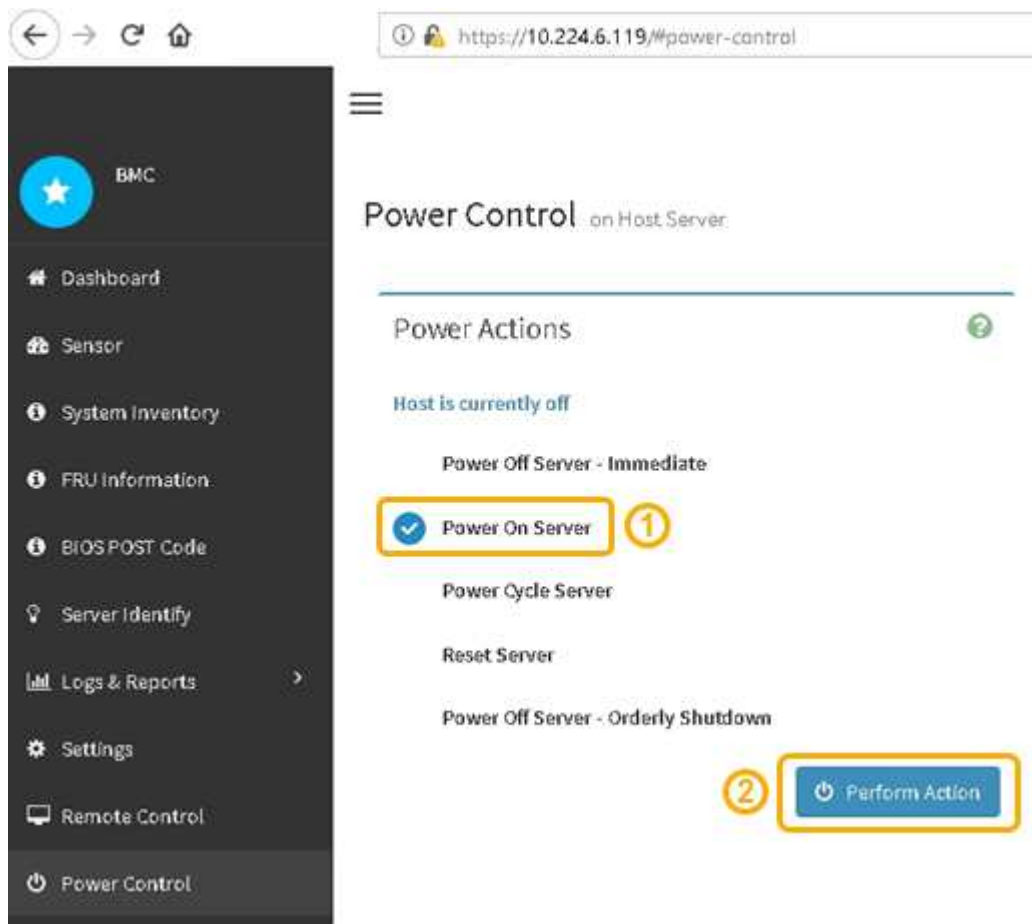 https://10.224.6.119/#power-control
BMC
Dashboard
Sensor
System Inventory
FRU Information
BIOS POST Code
Server Identify
Logs & Reports
Settings
Remote Control
Power Control
Power Control on Host Server
Power Actions
Host is currently off
Power Off Server - Immediate
Power On Server 1
Power Cycle Server
Reset Server
Power Off Server - Orderly Shutdown
2 Perform Action